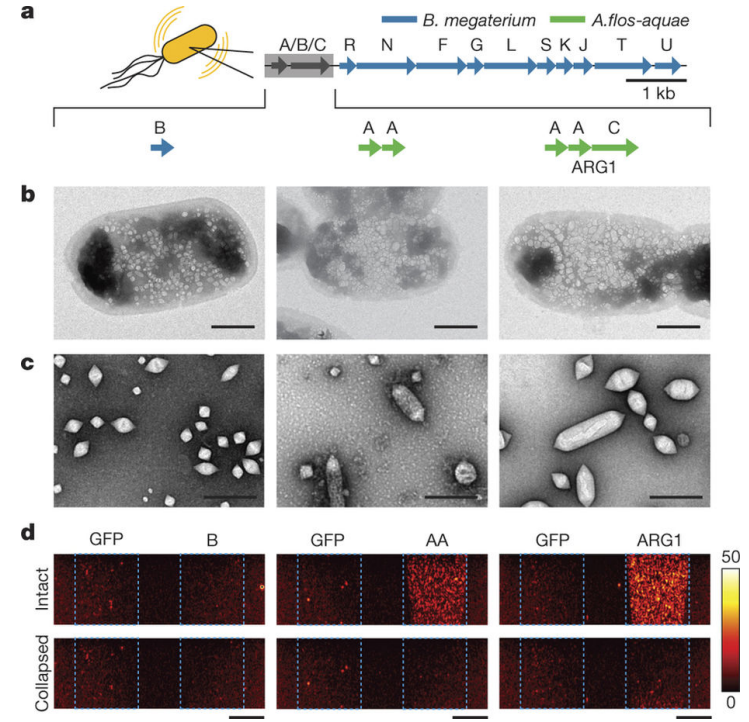 a
B. megaterium A.flos-aquae
A/B/C R N F G L S K J T U
1 kb
B A A A A C
ARG1
b
c
d
GFP B GFP AA GFP ARG1
Intact
Collapsed
50
0